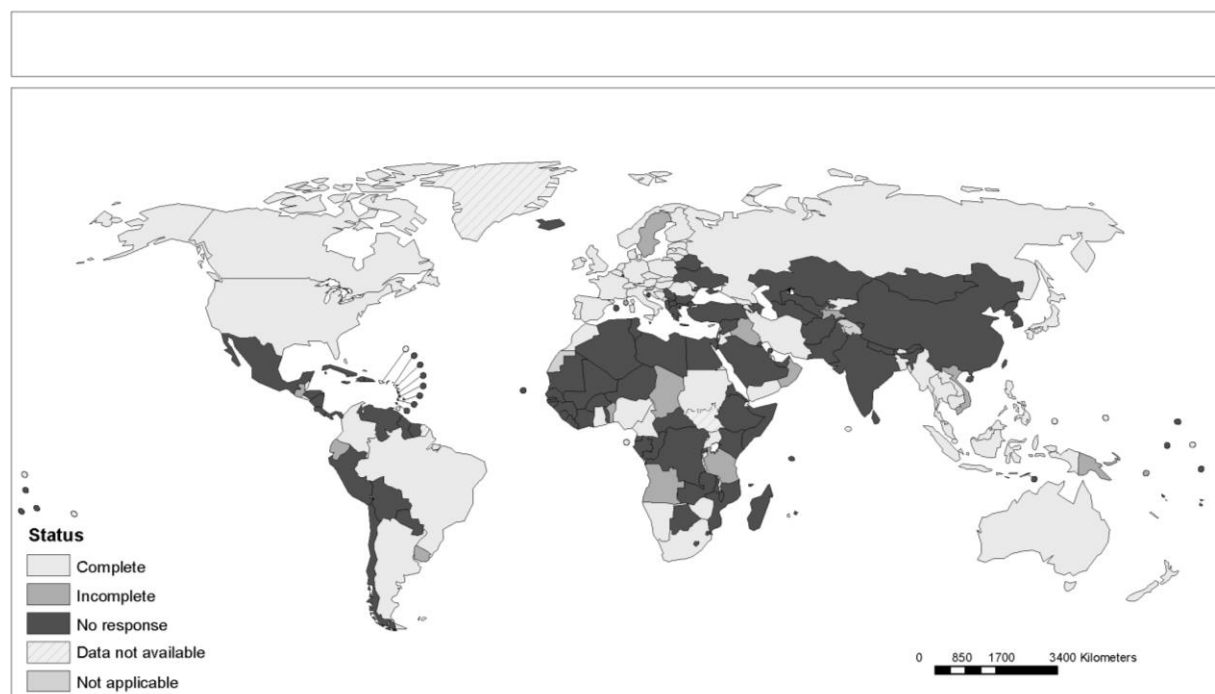 Status
Complete
Incomplete
No response
Data not available
Not applicable
0 850 1700 3400 Kilometers